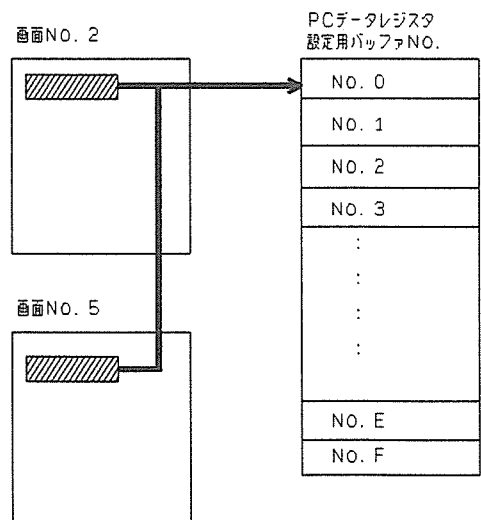 画面NO. 2
PCデータレジスタ
設定用バッファNO.
NO. 0
NO. 1
NO. 2
NO. 3
:
:
:
:
画面NO. 5
NO. E
NO. F